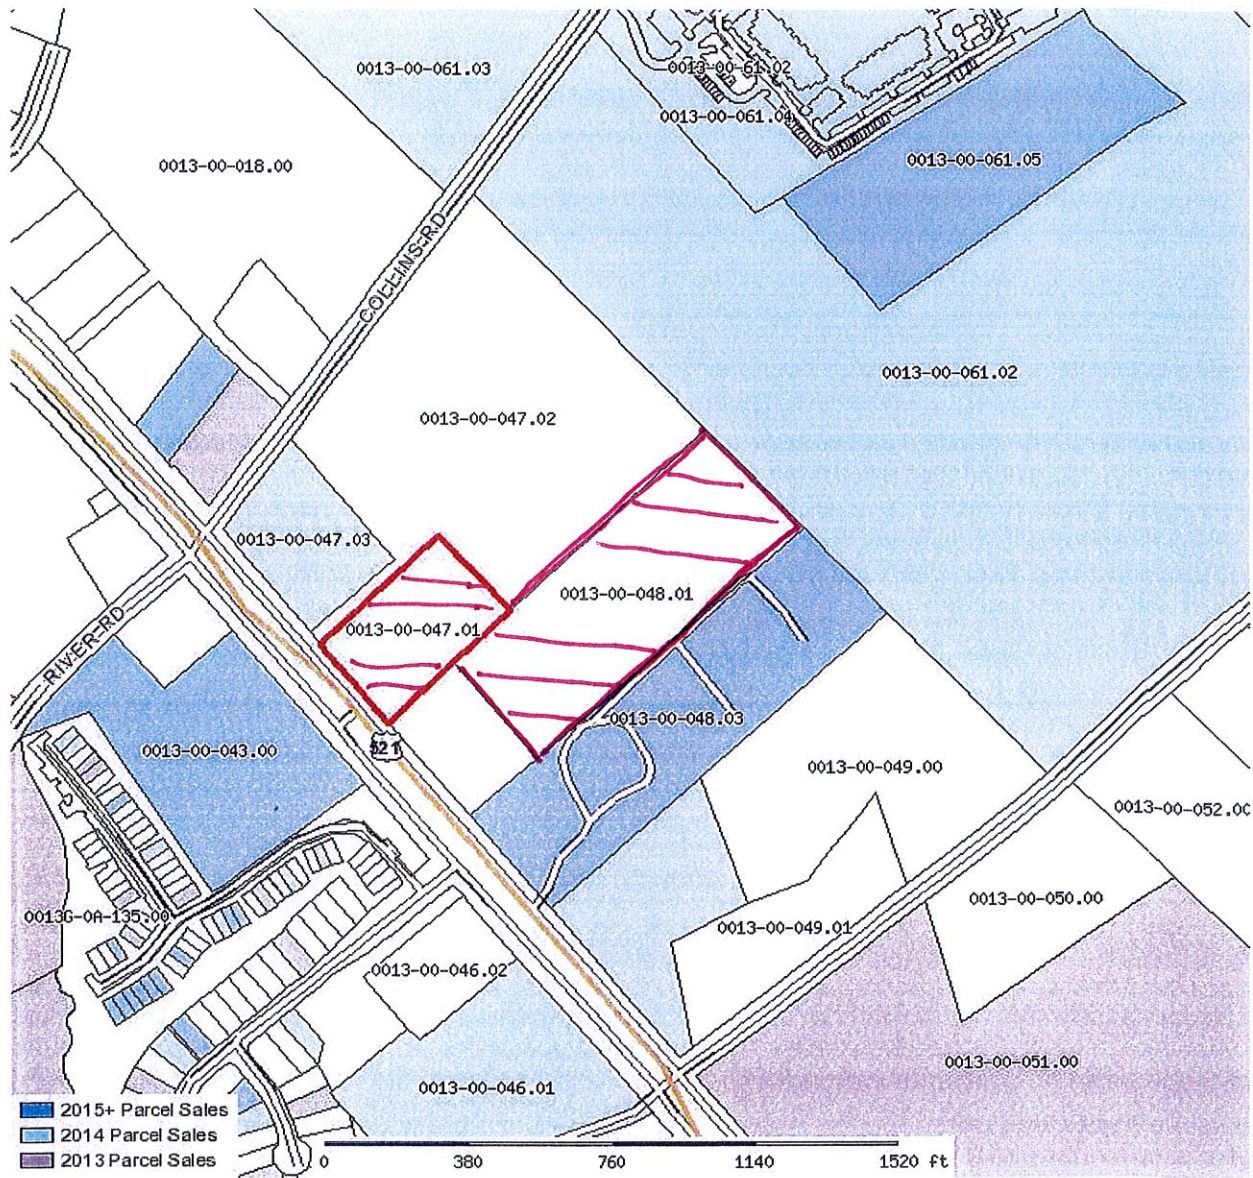 0013-00-061.03
0013-00-61.02
0013-00-061.04
0013-00-018.00
0013-00-061.05
COLLINS RD
0013-00-061.02
0013-00-047.02
0013-00-047.03
0013-00-048.01
0013-00-047.01
RIVER RD
0013-00-048.03
521
0013-00-043.00
0013-00-049.00
0013-00-052.00
0013G-0A-135.00
0013-00-050.00
0013-00-049.01
0013-00-046.02
0013-00-051.00
0013-00-046.01
2015+ Parcel Sales
2014 Parcel Sales
2013 Parcel Sales
0 380 760 1140 1520 ft